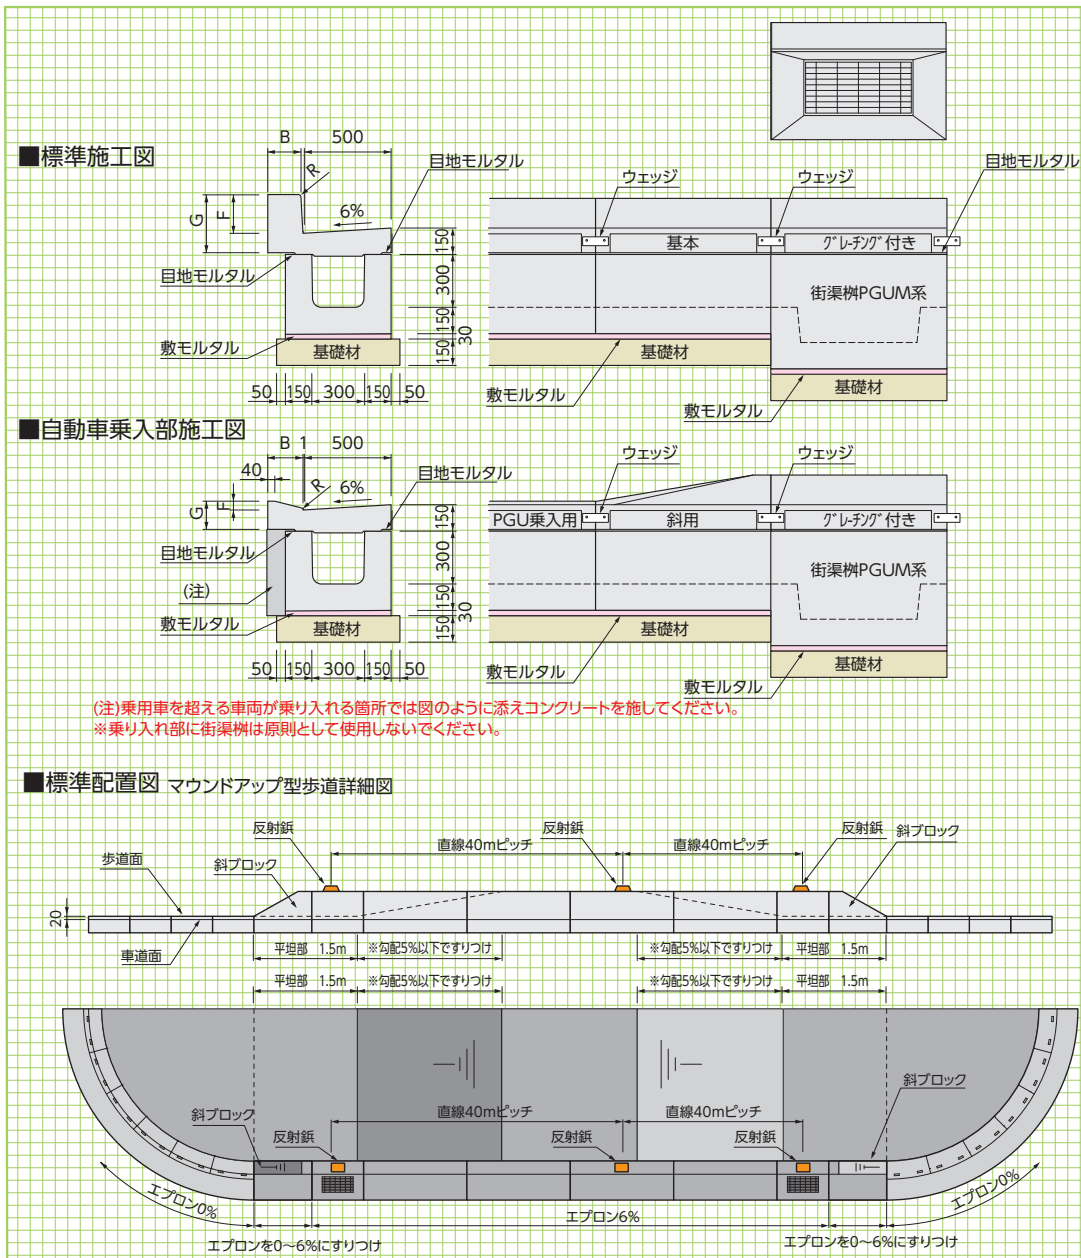 ■標準施工図
B 500
R
6%
G
F
目地モルタル
目地モルタル
敷モルタル
基礎材
150
300
150
30
150
50 150 300 150 50
ウェッジ
ウェッジ
目地モルタル
基本
グレーチング付き
街渠桝PGUM系
基礎材
敷モルタル
基礎材
敷モルタル
■自動車乗入部施工図
B 1 500
40
R
6%
G
F
目地モルタル
目地モルタル
(注)
敷モルタル
基礎材
150
300
150
30
150
50 150 300 150 50
ウェッジ
ウェッジ
PGU乗入用
斜用
グレーチング付き
街渠桝PGUM系
基礎材
敷モルタル
基礎材
敷モルタル
(注)乗用車を超える車両が乗り入れる箇所では図のように添えコンクリートを施してください。
※乗り入れ部に街渠桝は原則として使用しないでください。
■標準配置図 マウンドアップ型歩道詳細図
反射鋲
反射鋲
反射鋲
直線40mピッチ
直線40mピッチ
斜ブロック
歩道面
斜ブロック
20
車道面
平坦部 1.5m
※勾配5%以下ですりつけ
※勾配5%以下ですりつけ
平坦部 1.5m
平坦部 1.5m
※勾配5%以下ですりつけ
※勾配5%以下ですりつけ
平坦部 1.5m
斜ブロック
直線40mピッチ
直線40mピッチ
斜ブロック
反射鋲
反射鋲
反射鋲
エプロン0%
エプロン6%
エプロン0%
エプロンを0～6%にすりつけ
エプロンを0～6%にすりつけ